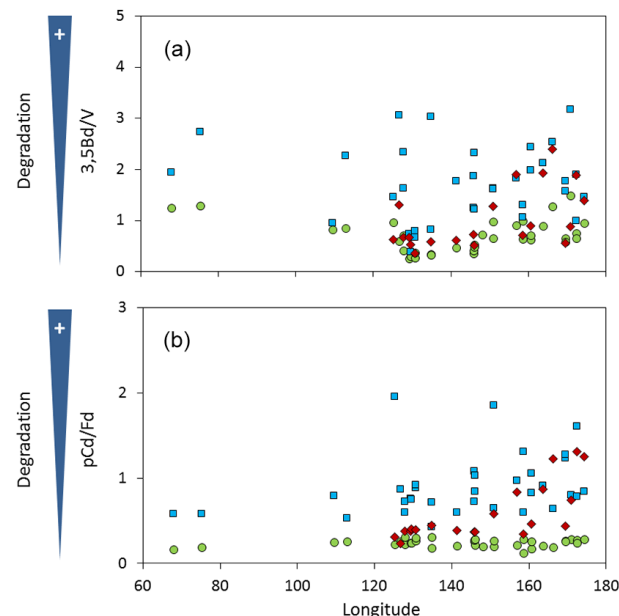 +
(a)
5
4
3
2
1
0
3,5Bd/V
Degradation
+
(b)
3
2
1
0
pCd/Fd
Degradation
60
80
100
120
140
160
180
Longitude